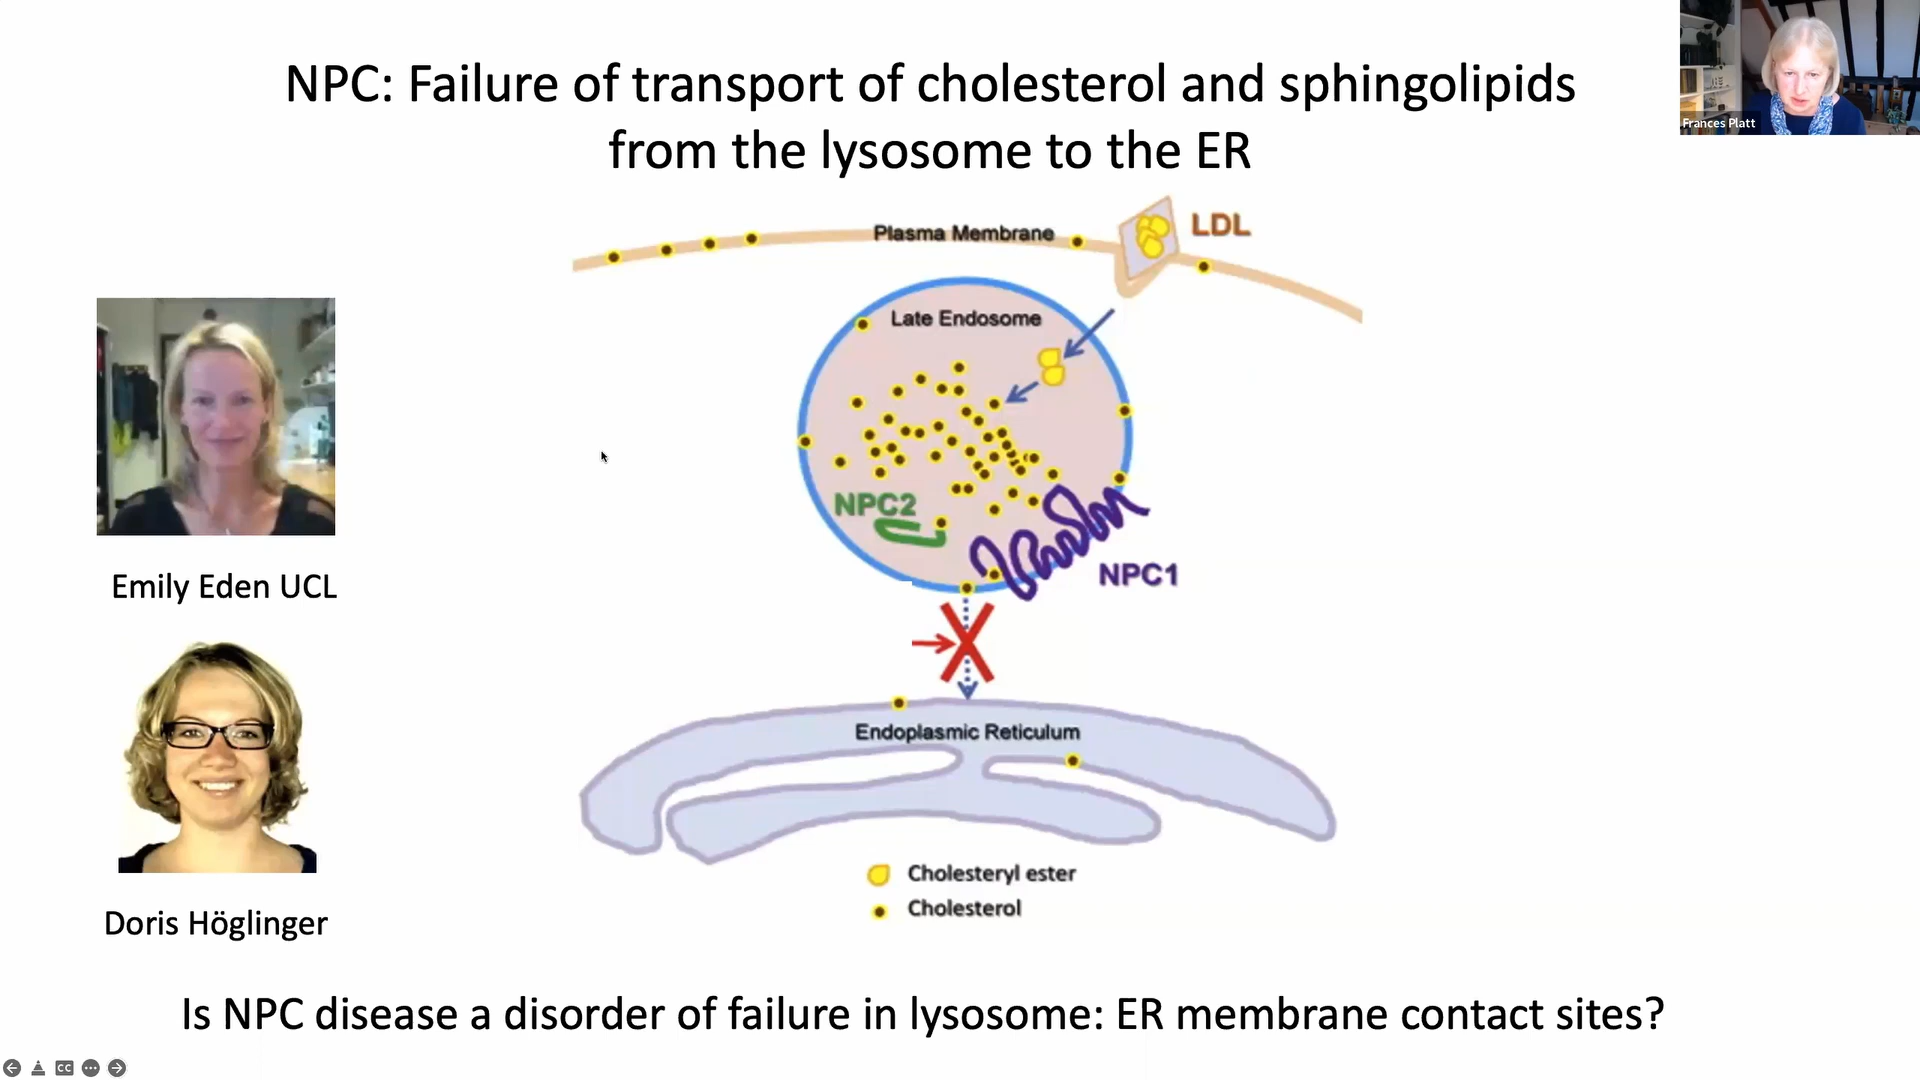 NPC: Failure of transport of cholesterol and sphingolipids
from the lysosome to the ER
Frances Platt
Plasma Membrane
LDL
Late Endosome
NPC2
NPC1
Emily Eden UCL
Endoplasmic Reticulum
Cholesteryl ester
Cholesterol
Doris Höglinger
Is NPC disease a disorder of failure in lysosome: ER membrane contact sites?
CC